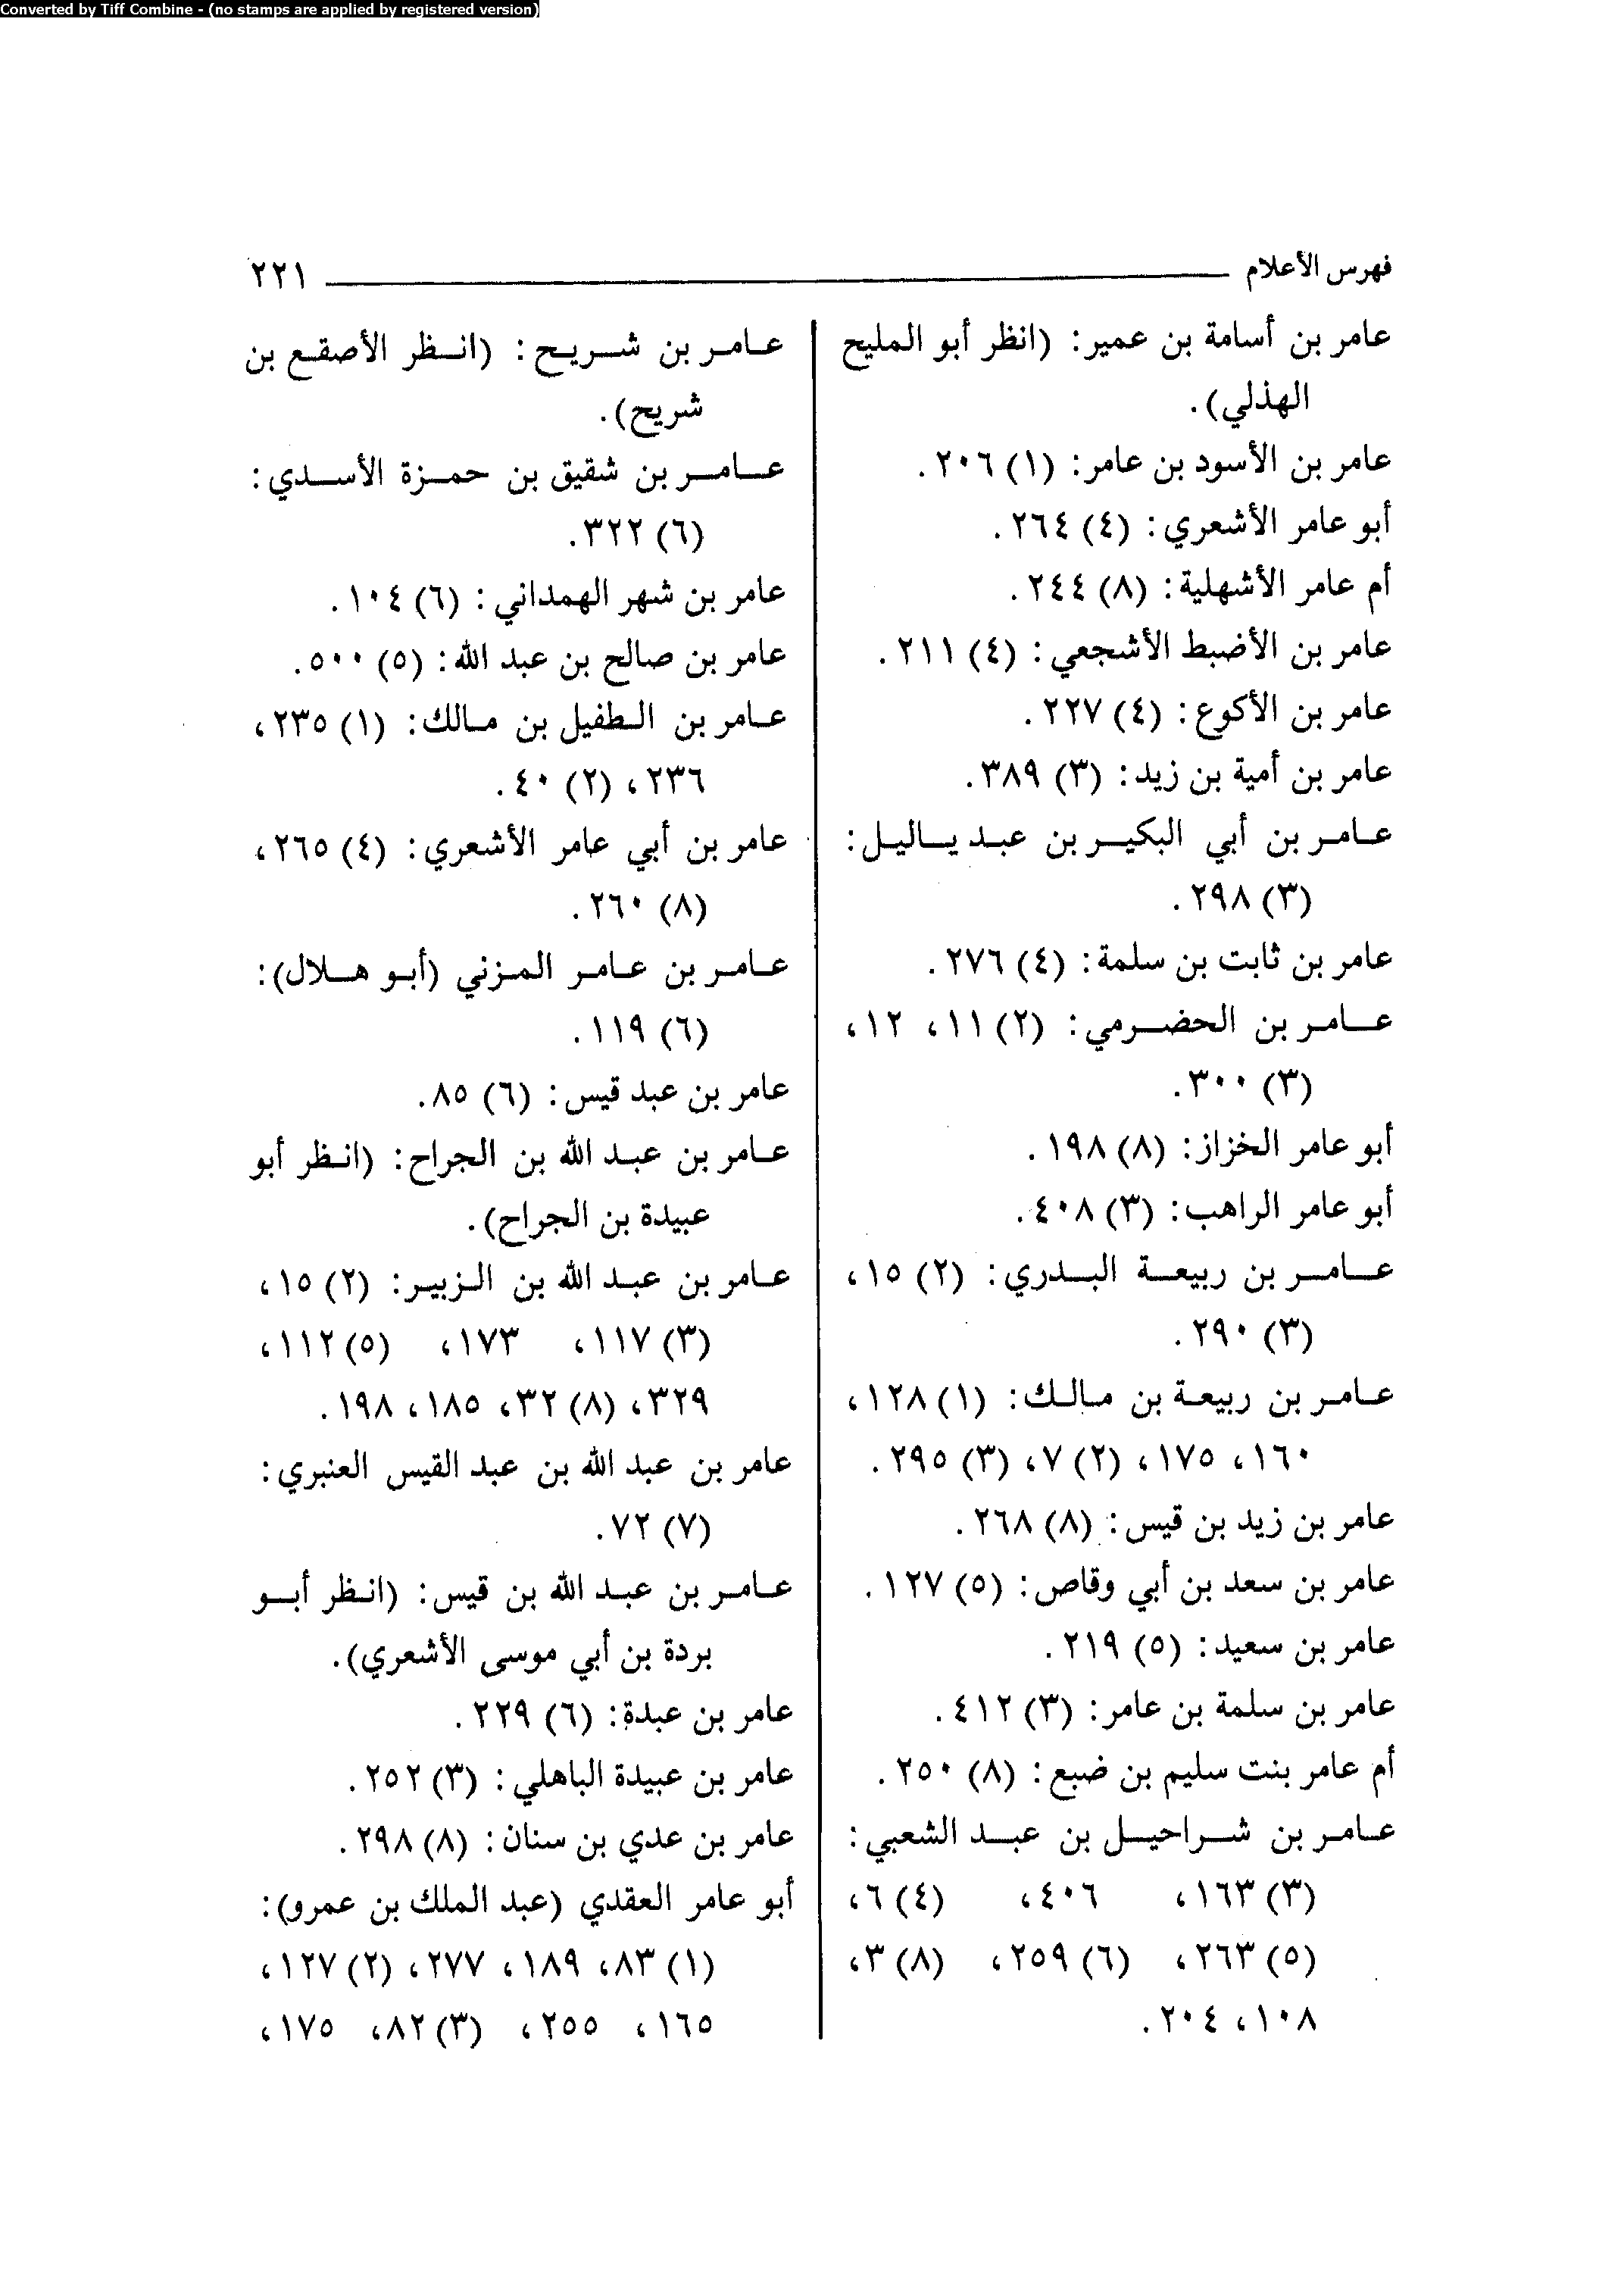 Converted by Tiff Combine - (no stamps are applied by registered version)
فهرس الأعلام ٢٢١
عامر بن أسامة بن عمير: (انظر أبو المليح
الهذلي).
عامر بن الأسود بن عامر: (١) ٢٠٦.
أبو عامر الأشعري: (٤) ٢٦٤.
أم عامر الأشهلية: (٨) ٢٤٤.
عامر بن الأضبط الأشجعي: (٤) ٢١١.
عامر بن الأكوع: (٤) ٢٢٧.
عامر بن أمية بن زيد: (٣) ٣٨٩.
عامر بن أبي البكير بن عبد ياليل:
(٣) ٢٩٨.
عامر بن ثابت بن سلمة: (٤) ٢٧٦.
عامر بن الحضرمي: (٢) ١١، ١٢،
(٣) ٣٠٠.
أبو عامر الخزاز: (٨) ١٩٨.
أبو عامر الراهب: (٣) ٤٠٨.
عامر بن ربيعة البدري: (٢) ١٥،
(٣) ٢٩٠.
عامر بن ربيعة بن مالك: (١) ١٢٨،
١٦٠، ١٧٥، (٢) ٧، (٣) ٢٩٥.
عامر بن زيد بن قيس: (٨) ٢٦٨.
عامر بن سعد بن أبي وقاص: (٥) ١٢٧.
عامر بن سعيد: (٥) ٢١٩.
عامر بن سلمة بن عامر: (٣) ٤١٢.
أم عامر بنت سليم بن ضبع: (٨) ٢٥٠.
عامر بن شراحيل بن عبد الشعبي:
(٣) ١٦٣، ٤٠٦، (٤) ٦،
(٥) ٢٦٣، (٦) ٢٥٩، (٨) ٣،
١٠٨، ٢٠٤.
عامر بن شريح: (انظر الأصقع بن
شريح).
عامر بن شقيق بن حمزة الأسدي:
(٦) ٣٢٢.
عامر بن شهر الهمداني: (٦) ١٠٤.
عامر بن صالح بن عبد الله: (٥) ٥٠٠.
عامر بن الطفيل بن مالك: (١) ٢٣٥،
٢٣٦، (٢) ٤٠.
عامر بن أبي عامر الأشعري: (٤) ٢٦٥،
(٨) ٢٦٠.
عامر بن عامر المزني (أبو هلال):
(٦) ١١٩.
عامر بن عبد قيس: (٦) ٨٥.
عامر بن عبد الله بن الجراح: (انظر أبو
عبيدة بن الجراح).
عامر بن عبد الله بن الزبير: (٢) ١٥،
(٣) ١١٧، ١٧٣، (٥) ١١٢،
٣٢٩، (٨) ٣٢، ١٨٥، ١٩٨.
عامر بن عبد الله بن عبد القيس العنبري:
(٧) ٧٢.
عامر بن عبد الله بن قيس: (انظر أبو
بردة بن أبي موسى الأشعري).
عامر بن عبدة: (٦) ٢٢٩.
عامر بن عبيدة الباهلي: (٣) ٢٥٢.
عامر بن عدي بن سنان: (٨) ٢٩٨.
أبو عامر العقدي (عبد الملك بن عمرو):
(١) ٨٣، ١٨٩، ٢٧٧، (٢) ١٢٧،
١٦٥، ٢٥٥، (٣) ٨٢، ١٧٥،